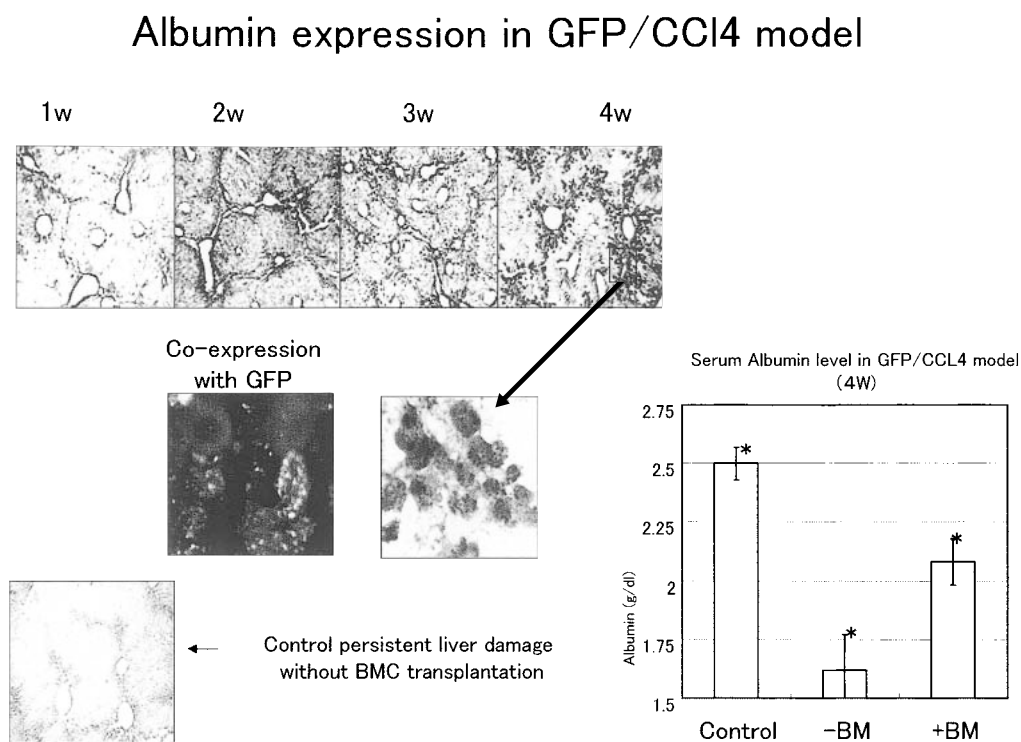 Albumin expression in GFP/CCl4 model
1w 2w 3w 4w
Co-expression
with GFP
Control persistent liver damage
without BMC transplantation
Serum Albumin level in GFP/CCL4 model
(4W)
Albumin (g/dl)
2.75
2.5
2.25
2
1.75
1.5
*
*
*
Control -BM +BM